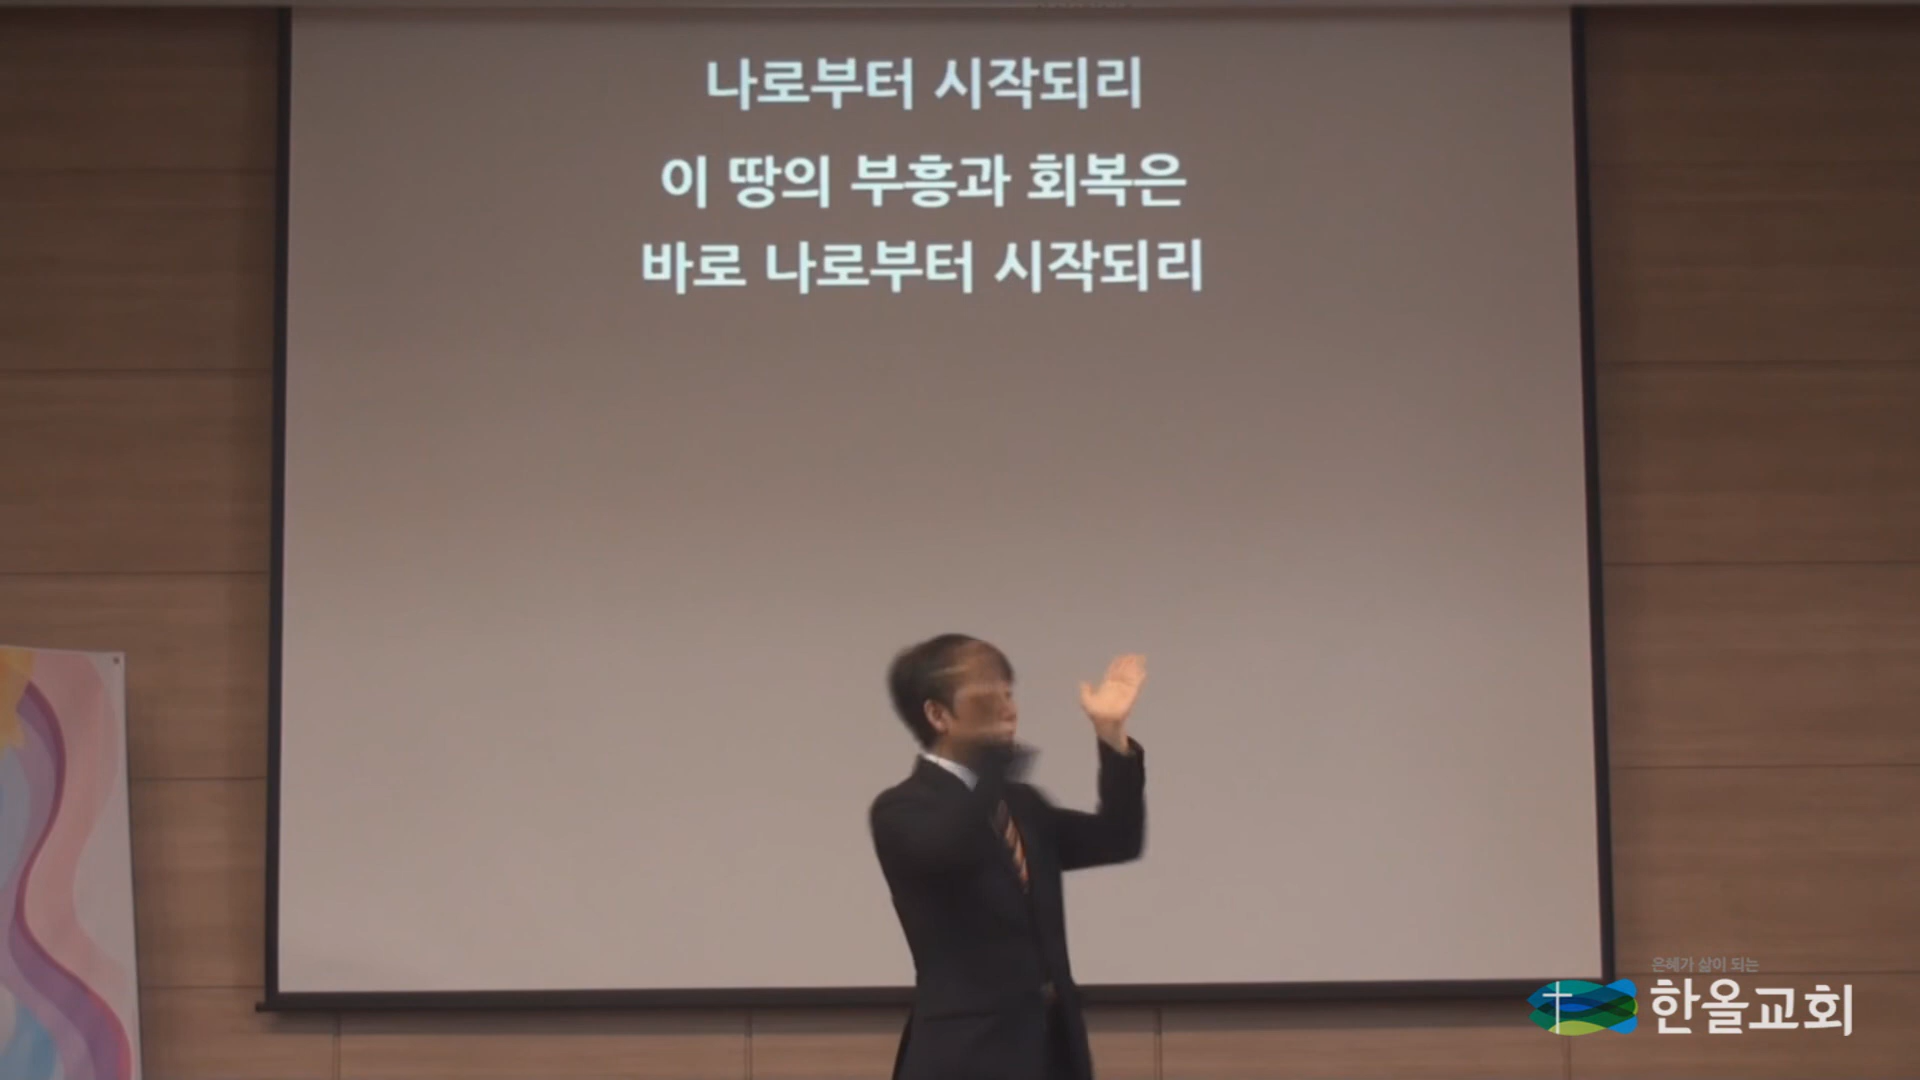 나로부터 시작되리
이 땅의 부흥과 회복은
바로 나로부터 시작되리
은혜가 삶이 되는
한올교회